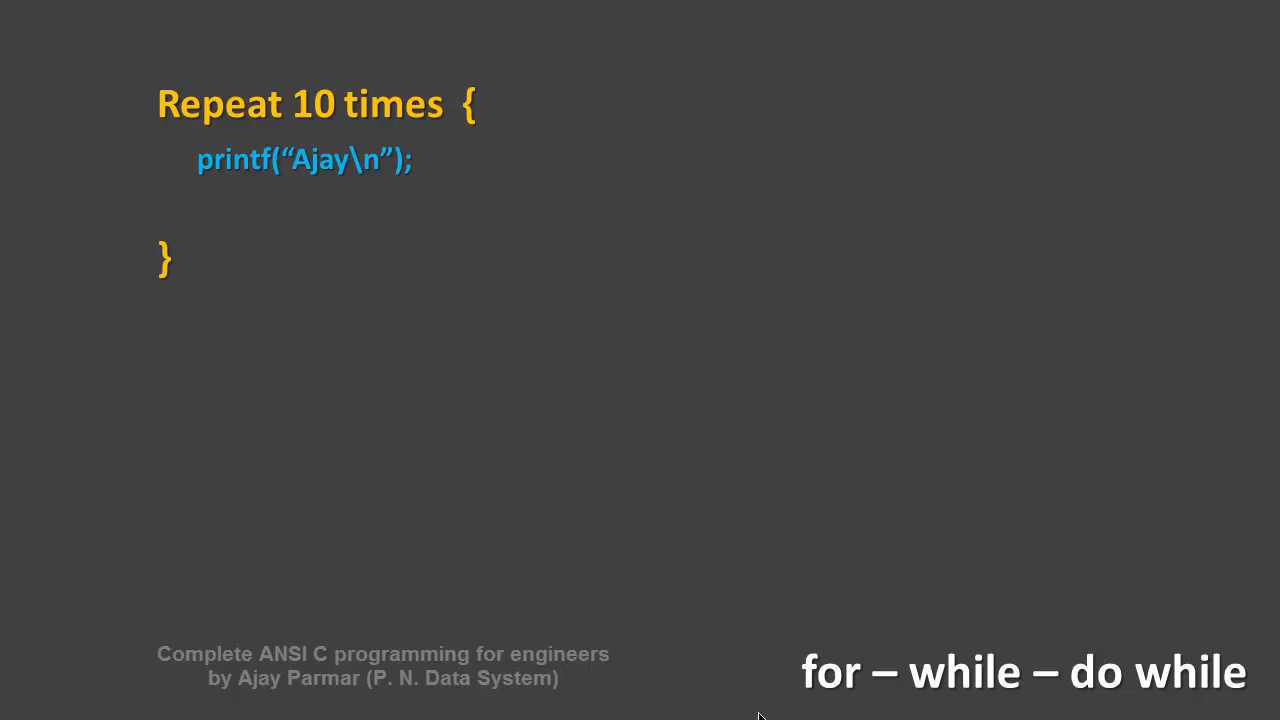 Repeat 10 times {
printf(“Ajay\n”);
}
Complete ANSI C programming for engineers
by Ajay Parmar (P. N. Data System)
for – while – do while